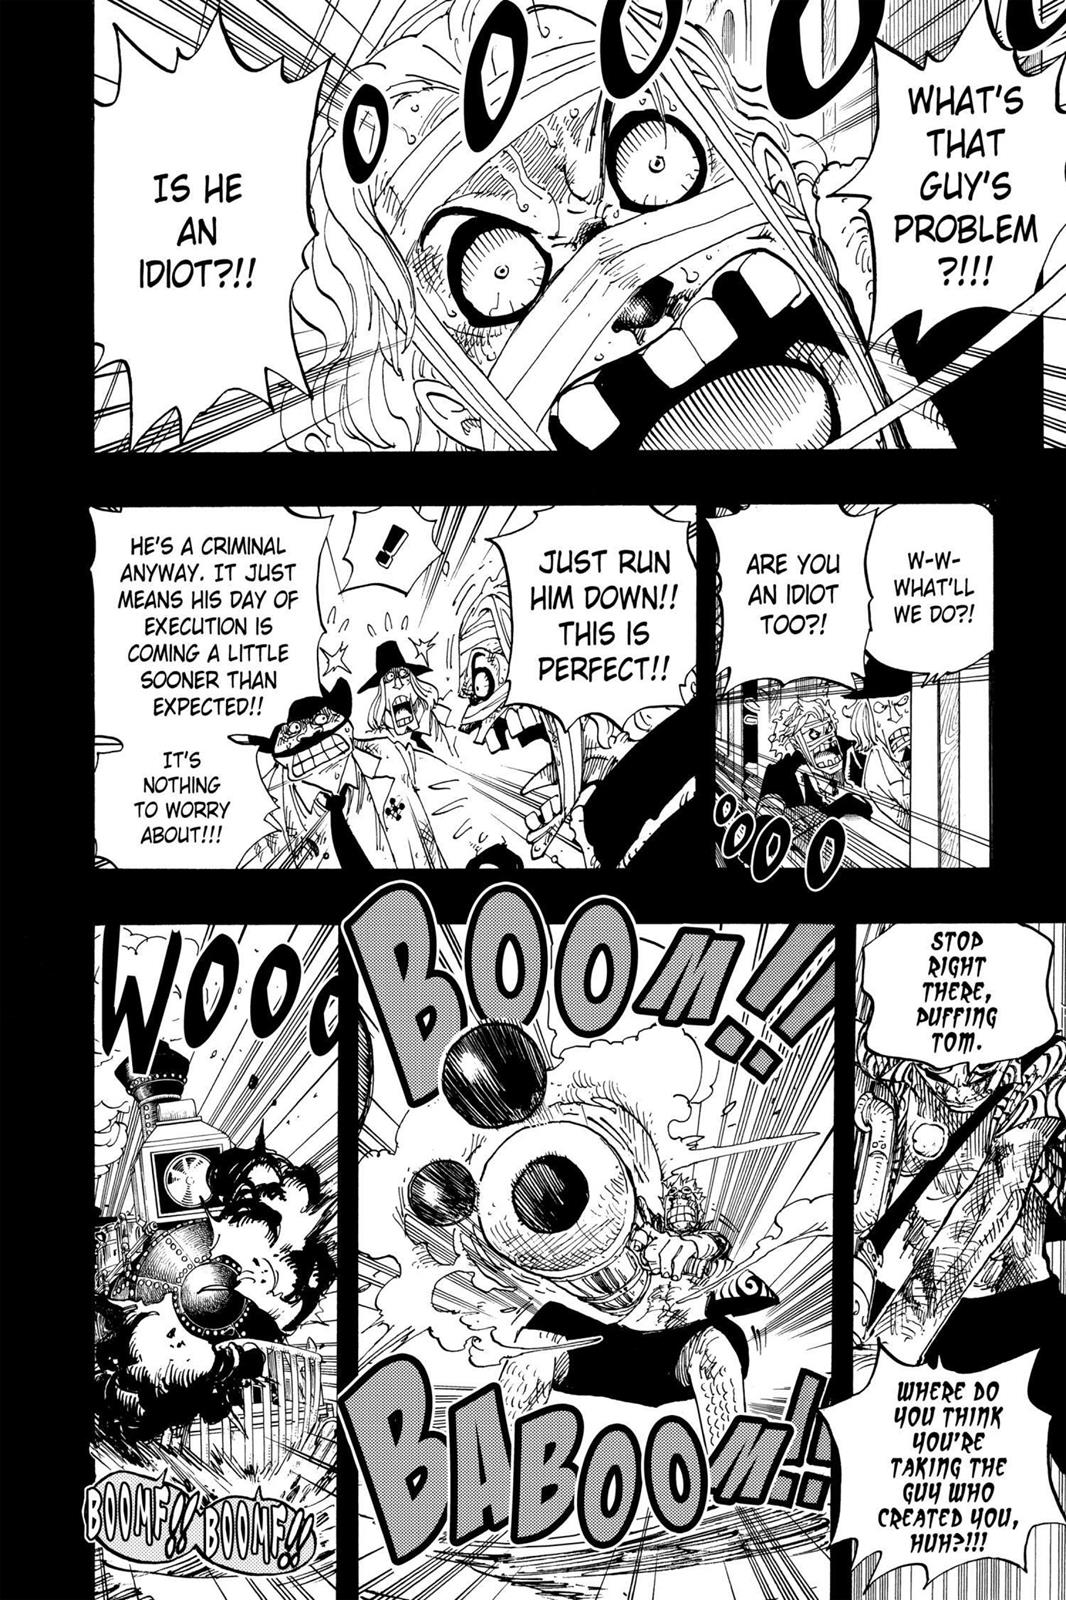 WHAT'S
THAT
GUY'S
PROBLEM
?!!!
IS HE
AN
IDIOT?!!
W-W-
WHAT'LL
WE DO?!
ARE YOU
AN IDIOT
TOO?!
JUST RUN
HIM DOWN!!
THIS IS
PERFECT!!
!!
HE'S A CRIMINAL
ANYWAY. IT JUST
MEANS HIS DAY OF
EXECUTION IS
COMING A LITTLE
SOONER THAN
EXPECTED!!
IT'S
NOTHING
TO WORRY
ABOUT!!!
OOOO
STOP
RIGHT
THERE,
PUFFING
TOM.
WHERE DO
YOU THINK
YOU'RE
TAKING THE
GUY WHO
CREATED YOU,
HUH?!!!
BOOM!!
BABOOM!!
WOOO
BOOMF!!
BOOMF!!